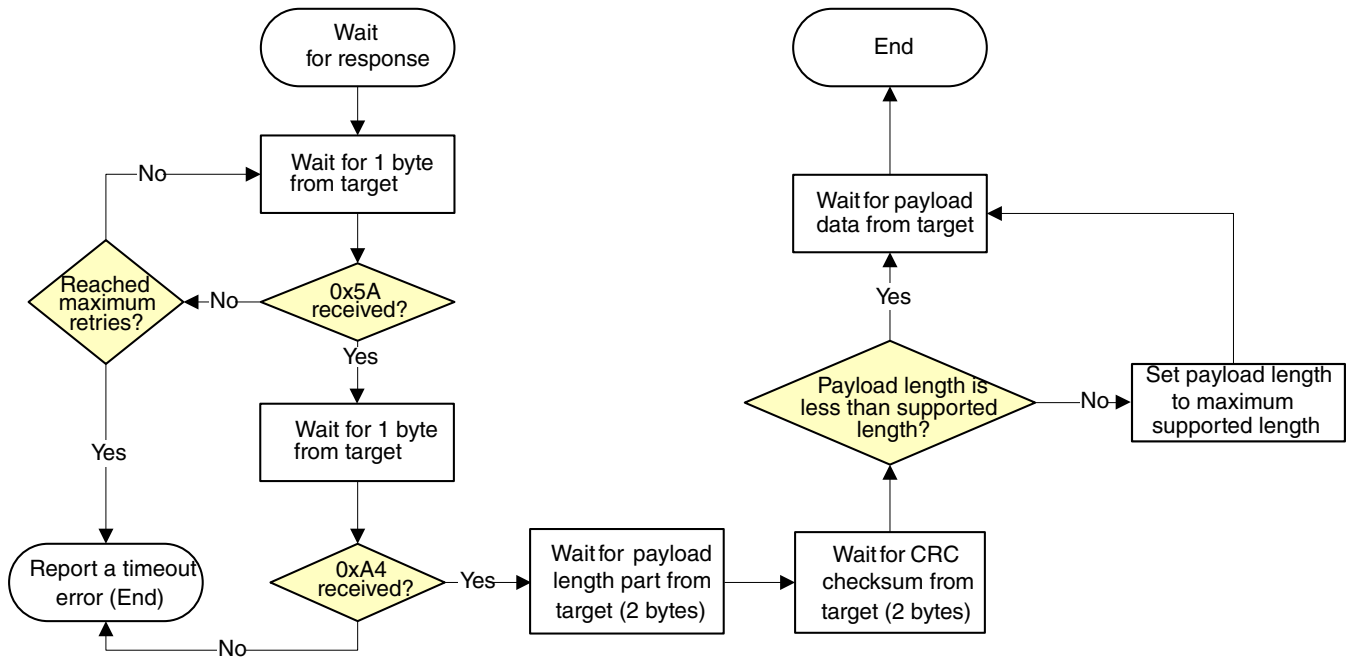 Wait
for response
Wait for 1 byte
from target
No
Reached
maximum
retries?
No
0x5A
received?
Yes
Wait for 1 byte
from target
Yes
Report a timeout
error (End)
0xA4
received?
No
Yes
Wait for payload
length part from
target (2 bytes)
Wait for CRC
checksum from
target (2 bytes)
Payload length is
less than supported
length?
No
Set payload length
to maximum
supported length
Yes
Wait for payload
data from target
End